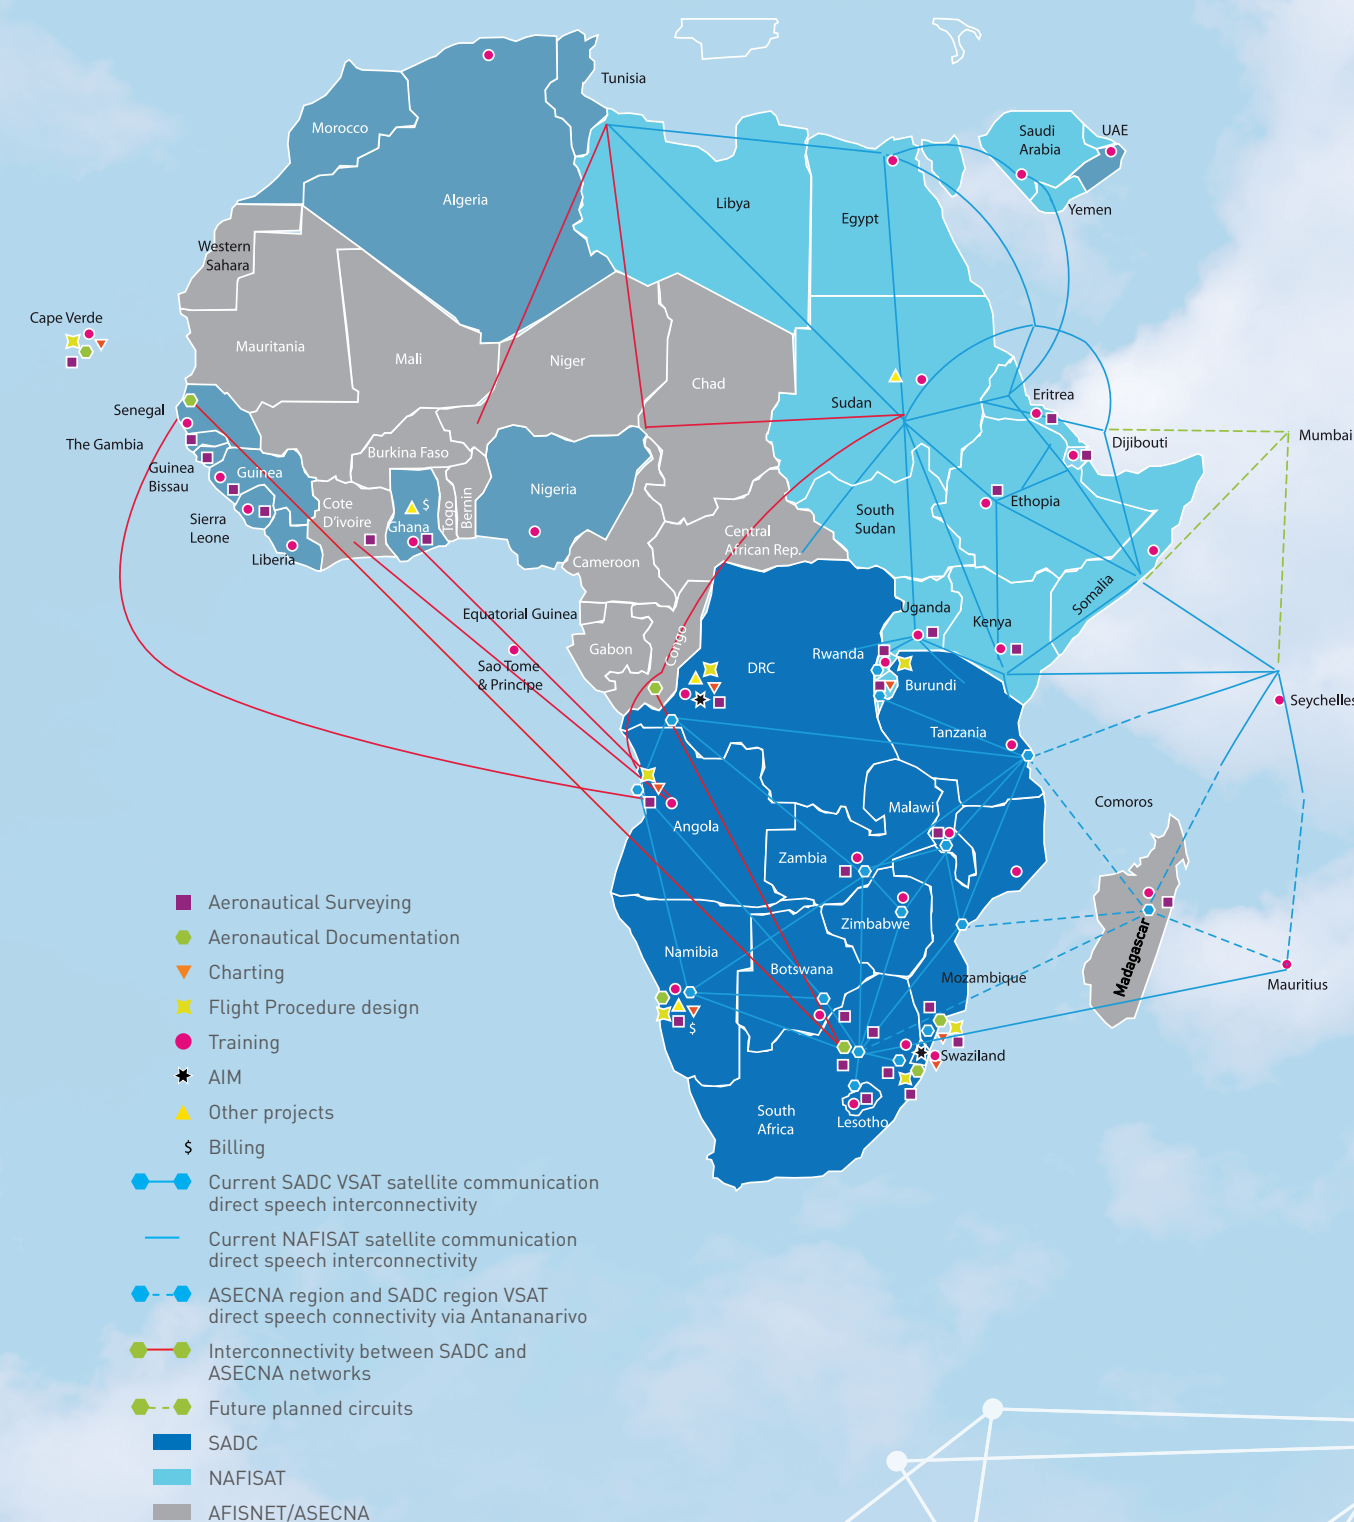 Tunisia
Morocco
Saudi
Arabia
UAE
Algeria
Libya
Egypt
Yemen
Western
Sahara
Cape Verde
Mauritania
Mali
Niger
Chad
Sudan
Eritrea
Senegal
The Gambia
Burkina Faso
Dijibouti
Mumbai
Guinea
Bissau
Guinea
Nigeria
Ethopia
Cote
D'ivoire
$
Ghana
Togo
Bernin
Sierra
Leone
South
Sudan
Central
African Rep.
Liberia
Cameroon
Somalia
Equatorial Guinea
Uganda
Kenya
Gabon
Congo
Rwanda
DRC
Sao Tome
& Principe
Burundi
Seychelles
Tanzania
Comoros
Malawi
Angola
Zambia
Zimbabwe
Madagascar
Namibia
Botswana
Mozambique
Mauritius
$
Swaziland
South
Africa
Lesotho
Aeronautical Surveying
Aeronautical Documentation
Charting
Flight Procedure design
Training
AIM
Other projects
$ Billing
Current SADC VSAT satellite communication
direct speech interconnectivity
Current NAFISAT satellite communication
direct speech interconnectivity
ASECNA region and SADC region VSAT
direct speech connectivity via Antananarivo
Interconnectivity between SADC and
ASECNA networks
Future planned circuits
SADC
NAFISAT
AFISNET/ASECNA